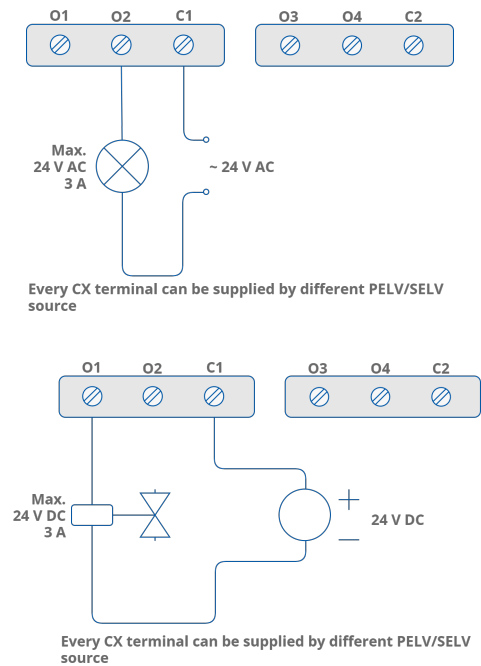 O1 O2 C1 O3 O4 C2
Max.
24 V AC
3 A
~ 24 V AC
Every CX terminal can be supplied by different PELV/SELV
source
O1 O2 C1 O3 O4 C2
Max.
24 V DC
3 A
24 V DC
Every CX terminal can be supplied by different PELV/SELV
source